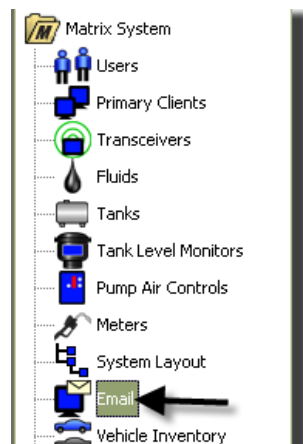 Matrix System
Users
Primary Clients
Transceivers
Fluids
Tanks
Tank Level Monitors
Pump Air Controls
Meters
System Layout
Email
Vehicle Inventory